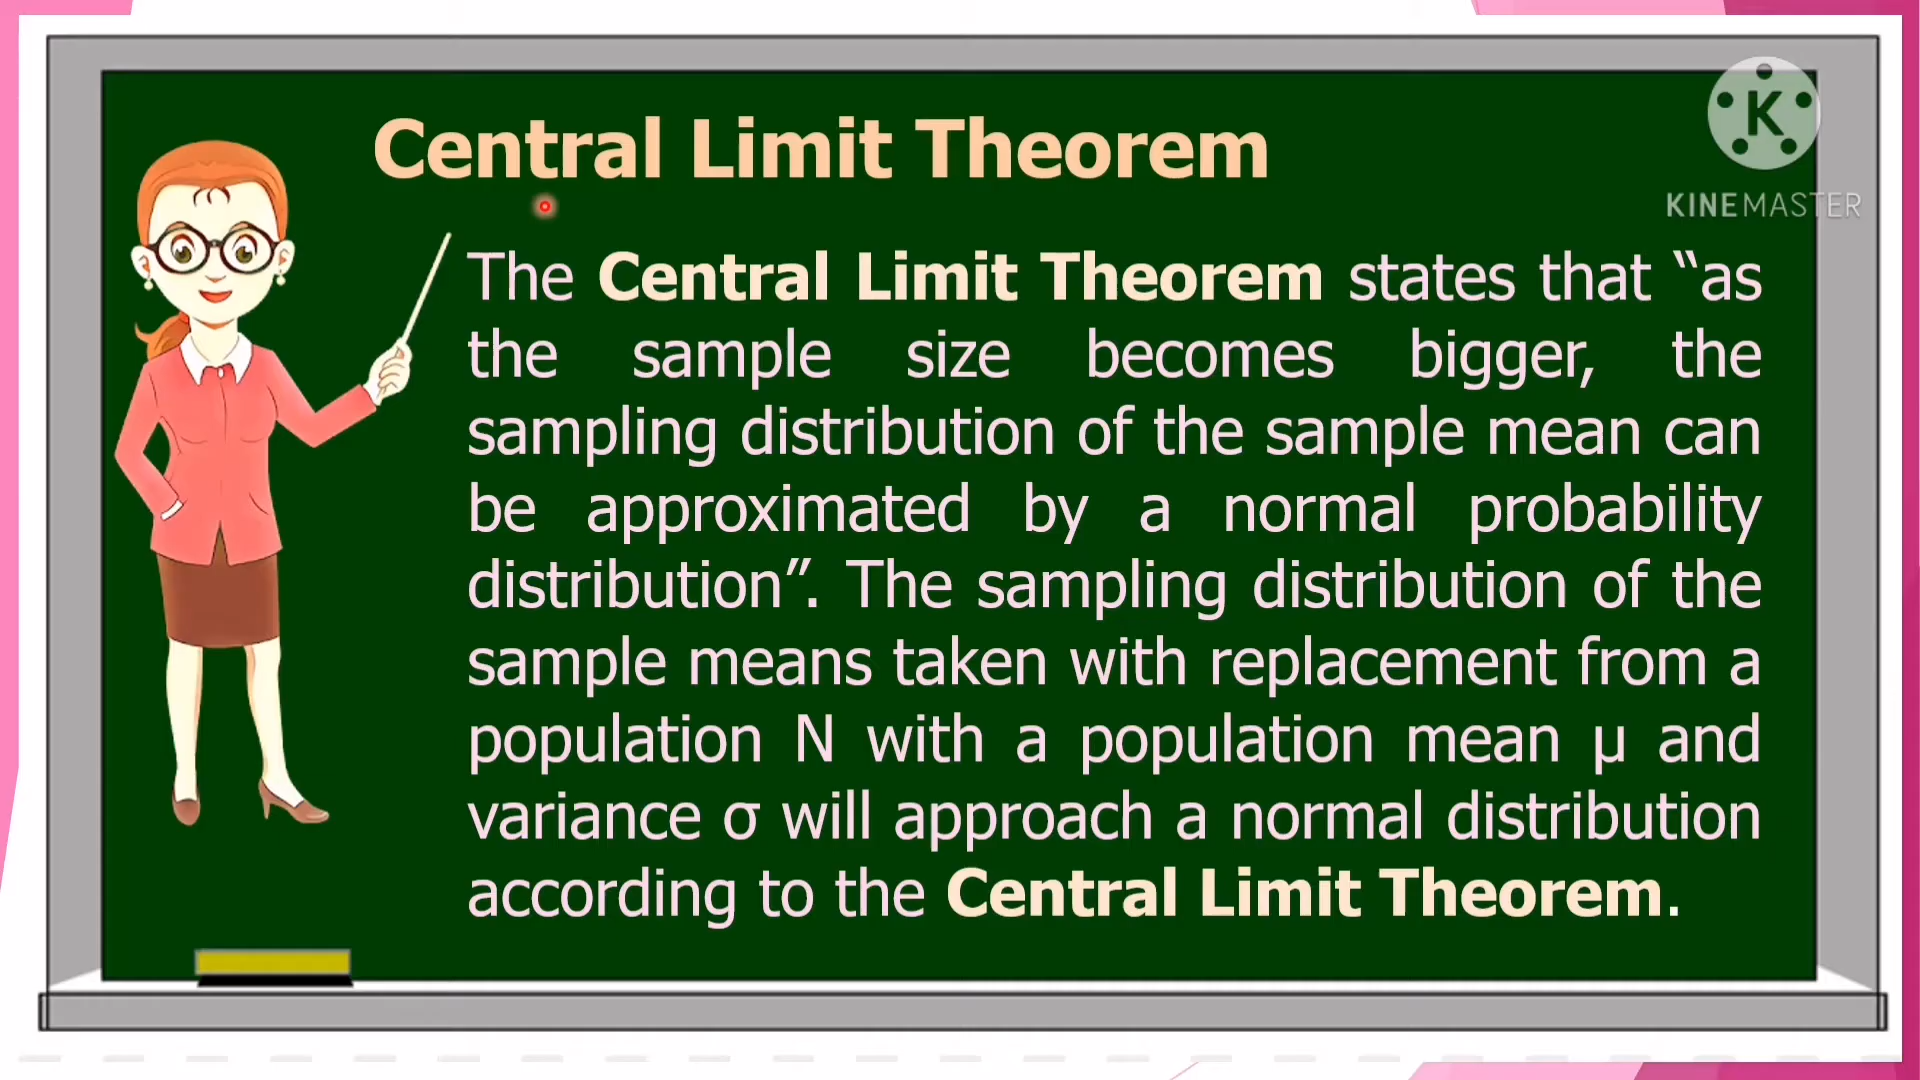 Central Limit Theorem
K
KINEMASTER
The Central Limit Theorem states that “as
the sample size becomes bigger, the
sampling distribution of the sample mean can
be approximated by a normal probability
distribution”. The sampling distribution of the
sample means taken with replacement from a
population N with a population mean µ and
variance σ will approach a normal distribution
according to the Central Limit Theorem.